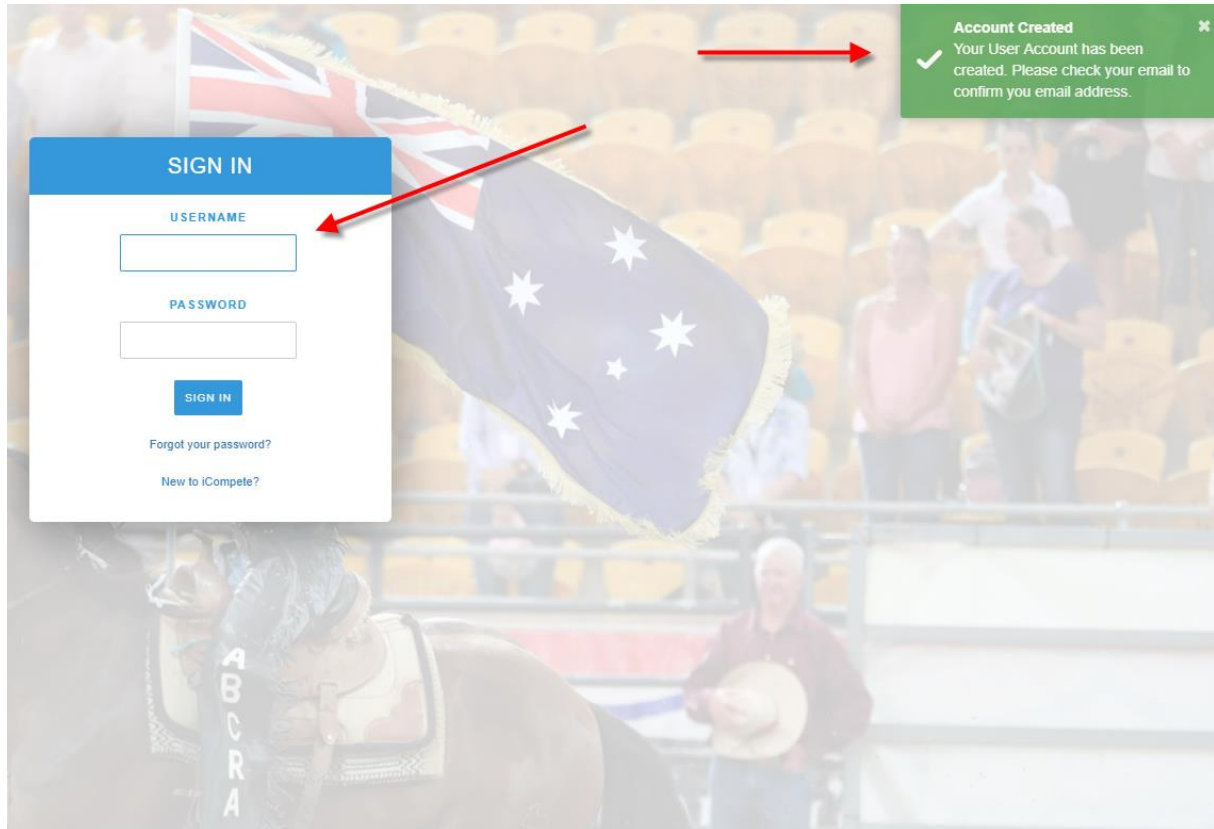 Account Created
Your User Account has been
created. Please check your email to
confirm you email address.
SIGN IN
USERNAME
PASSWORD
SIGN IN
Forgot your password?
New to iCompete?
A
B
C
R
A